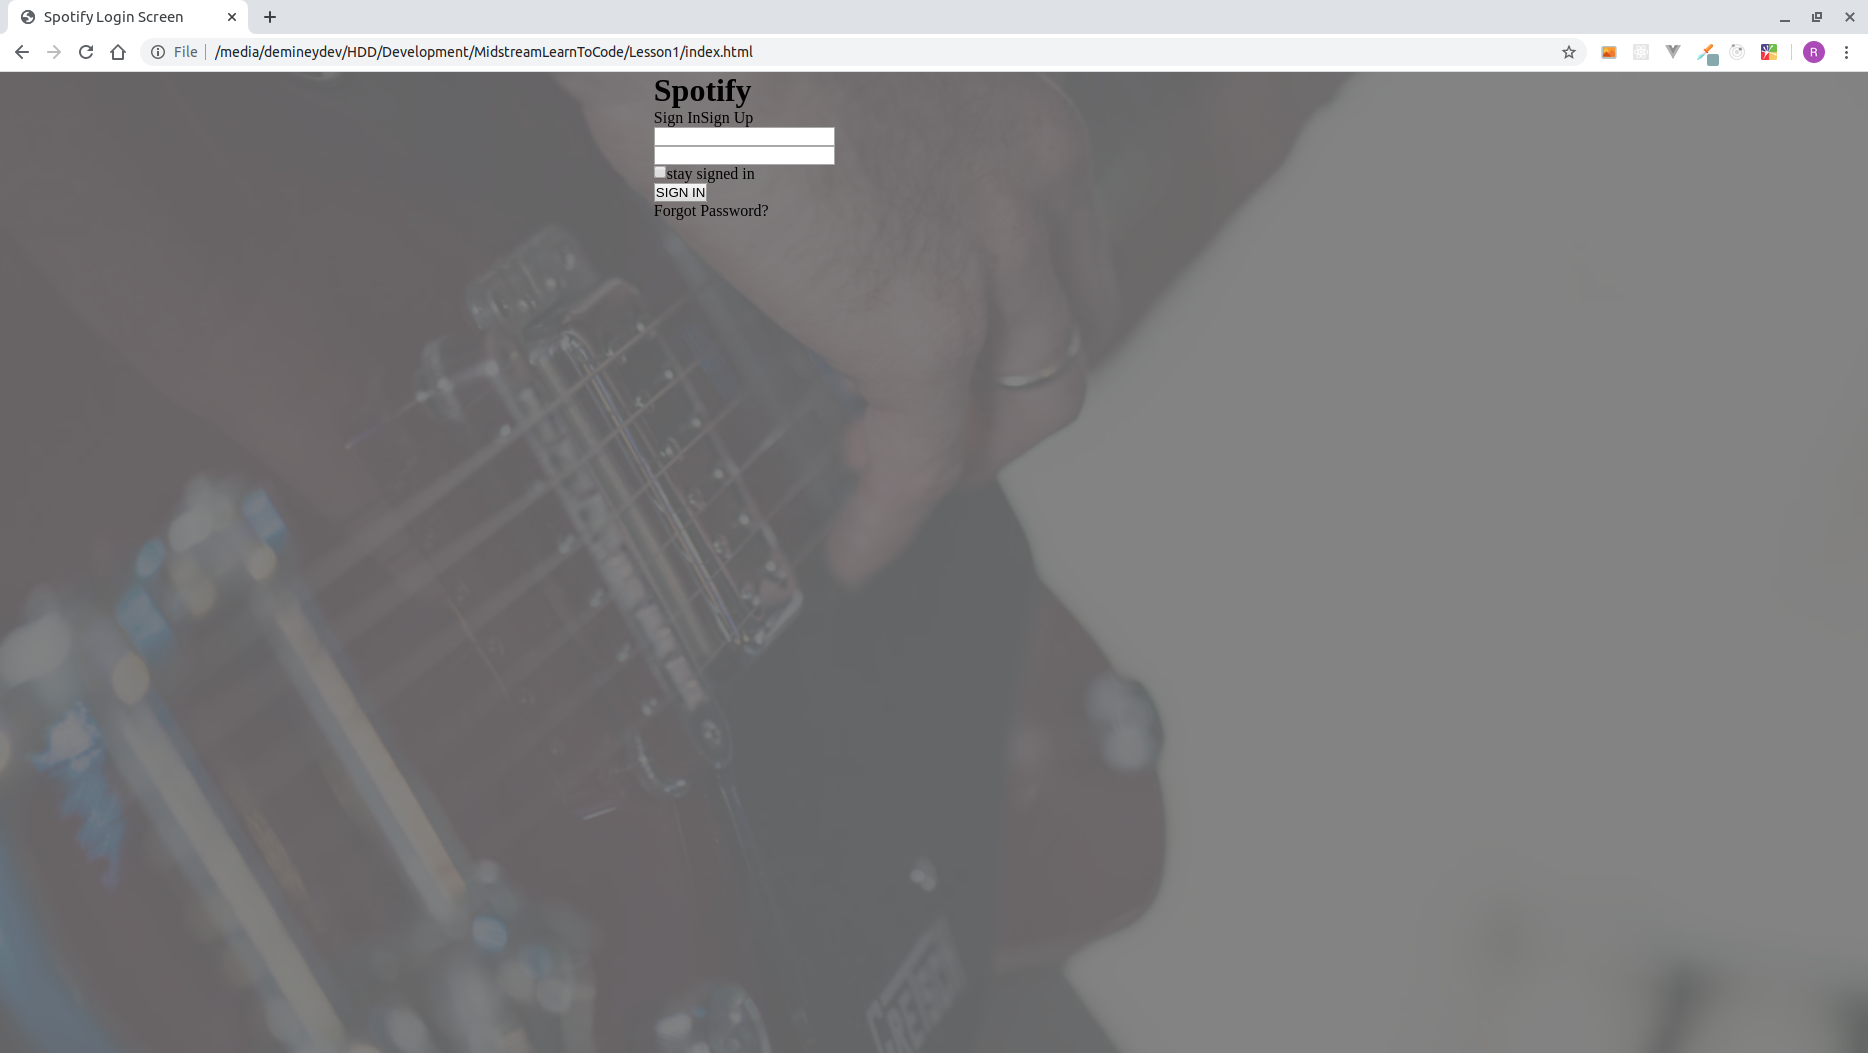 Spotify Login Screen
File
/media/demineydev/HDD/Development/MidstreamLearnToCode/Lesson1/index.html
R
Spotify
Sign InSign Up
stay signed in
SIGN IN
Forgot Password?
GRETSCH